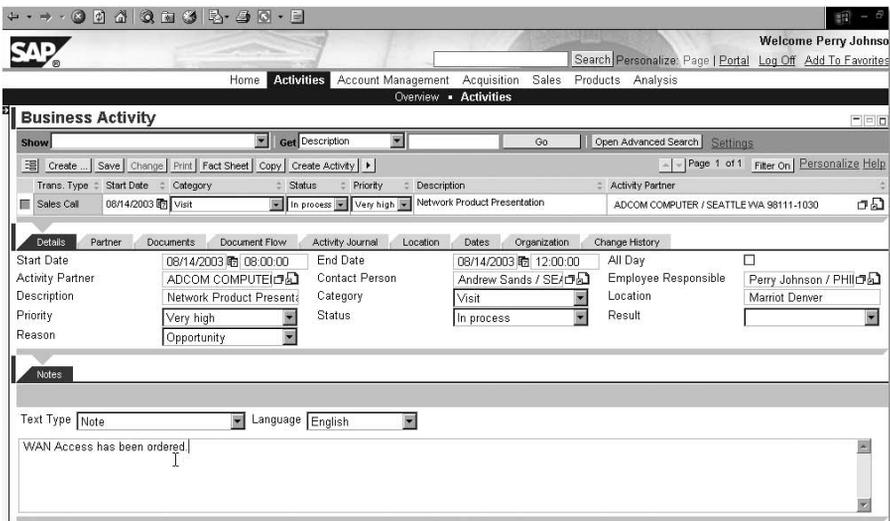 Welcome Perry Johnso
SAP ®
Search Personalize: Page | Portal Log Off Add To Favorites
Home Activities Account Management Acquisition Sales Products Analysis
Overview ▪ Activities
Business Activity
Show Get Description Go Open Advanced Search Settings
Create ... Save Change Print Fact Sheet Copy Create Activity Page 1 of 1 Filter On Personalize Help
Trans. Type Start Date Category Status Priority Description Activity Partner
Sales Call 08/14/2003 Visit In process Very high Network Product Presentation ADCOM COMPUTER / SEATTLE WA 98111-1030
Details Partner Documents Document Flow Activity Journal Location Dates Organization Change History
Start Date 08/14/2003 08:00:00 End Date 08/14/2003 12:00:00 All Day
Activity Partner ADCOM COMPUTE Contact Person Andrew Sands / SEA Employee Responsible Perry Johnson / PHIL
Description Network Product Presenta Category Visit Location Marriot Denver
Priority Very high Status In process Result
Reason Opportunity
Notes
Text Type Note Language English
WAN Access has been ordered.